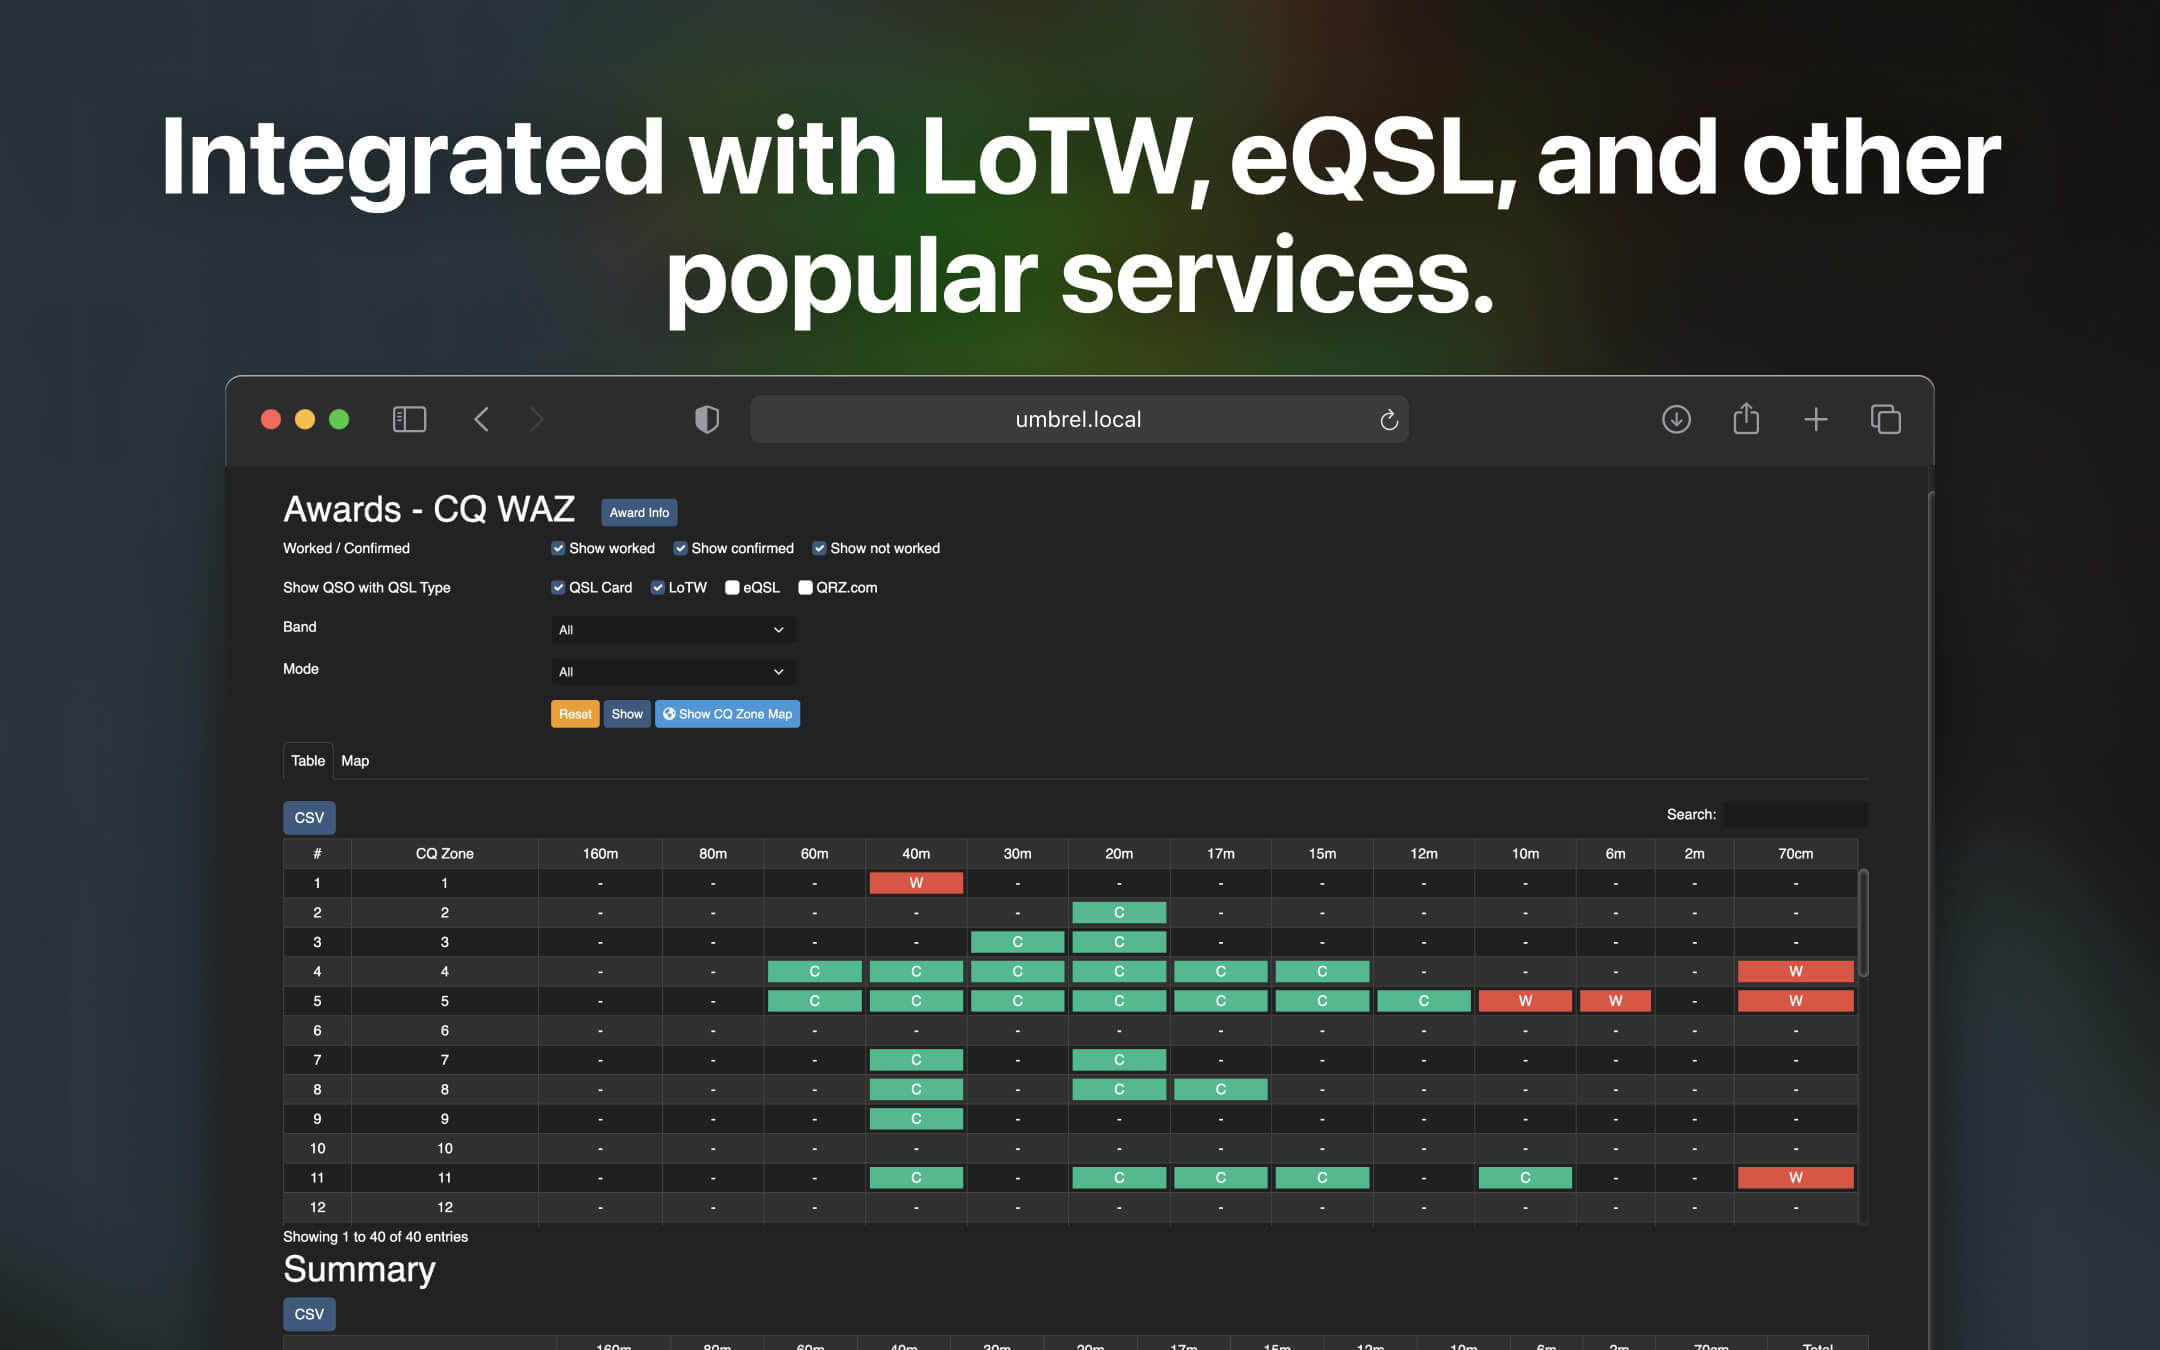 Integrated with LoTW, eQSL, and other
popular services.
umbrel.local
Awards - CQ WAZ Award Info
Worked / Confirmed Show worked Show confirmed Show not worked
Show QSO with QSL Type QSL Card LoTW eQSL QRZ.com
Band All
Mode All
Reset Show Show CQ Zone Map
Table Map
CSV Search:
# CQ Zone 160m 80m 60m 40m 30m 20m 17m 15m 12m 10m 6m 2m 70cm
1 1 - - - W - - - - - - - - -
2 2 - - - - - C - - - - - - -
3 3 - - - - C C - - - - - - -
4 4 - - C C C C C C - - - - W
5 5 - - C C C C C C C W W - W
6 6 - - - - - - - - - - - - -
7 7 - - - C - C - - - - - - -
8 8 - - - C - C C - - - - - -
9 9 - - - C - - - - - - - - -
10 10 - - - - - - - - - - - - -
11 11 - - - C - C C C - C - - W
12 12 - - - - - - - - - - - - -
Showing 1 to 40 of 40 entries
Summary
CSV
160m 80m 60m 40m 30m 20m 17m 15m 12m 10m 6m 2m 70cm Total